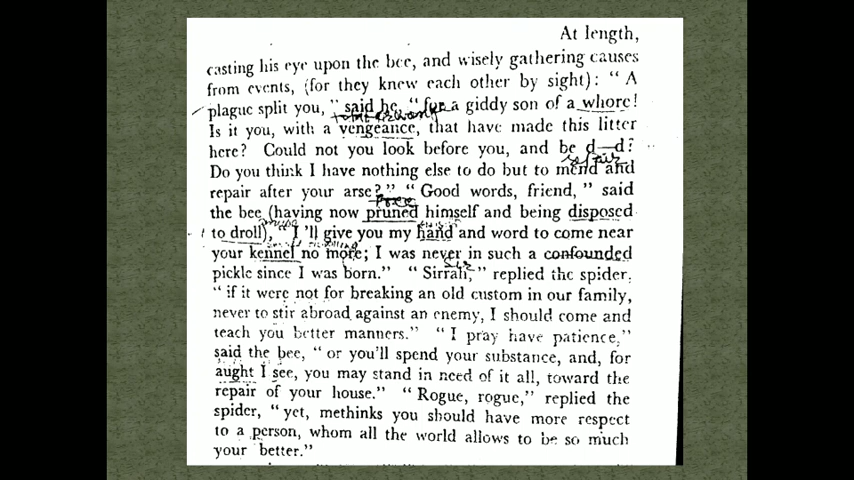 At length,
casting his eye upon the bee, and wisely gathering causes
from events, (for they knew each other by sight): “ A
plague split you, ” said he, “ for a giddy son of a whore!
Is it you, with a vengeance, that have made this litter
here? Could not you look before you, and be d—d?
repair
Do you think I have nothing else to do but to mend and
repair after your arse? ” “ Good words, friend, ” said
the bee (having now pruned himself and being disposed
to droll), “ I ’ll give you my hand and word to come near
your kennel no more; I was never in such a confounded
pickle since I was born.” “ Sirrah,” replied the spider,
“ if it were not for breaking an old custom in our family,
never to stir abroad against an enemy, I should come and
teach you better manners.” “ I pray have patience,”
said the bee, “ or you’ll spend your substance, and, for
aught I see, you may stand in need of it all, toward the
repair of your house.” “ Rogue, rogue,” replied the
spider, “ yet, methinks you should have more respect
to a person, whom all the world allows to be so much
your better.”